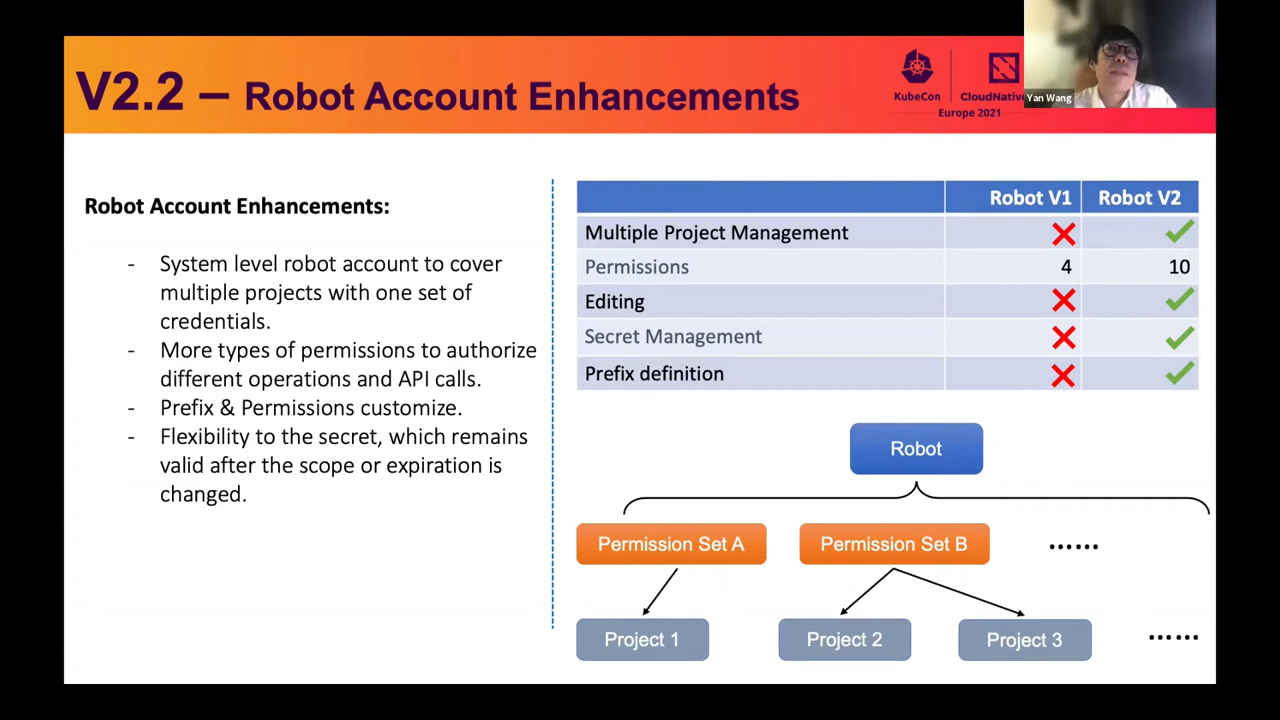 V2.2 – Robot Account Enhancements
KubeCon
CloudNative
Europe 2021
Yan Wang
Robot Account Enhancements:
- System level robot account to cover
multiple projects with one set of
credentials.
- More types of permissions to authorize
different operations and API calls.
- Prefix & Permissions customize.
- Flexibility to the secret, which remains
valid after the scope or expiration is
changed.
Robot V1 Robot V2
Multiple Project Management
Permissions 4 10
Editing
Secret Management
Prefix definition
Robot
Permission Set A Permission Set B ......
Project 1 Project 2 Project 3 ......